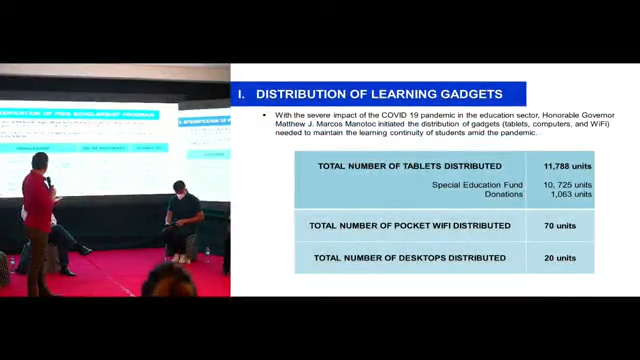 I. DISTRIBUTION OF LEARNING GADGETS
• With the severe impact of the COVID 19 pandemic in the education sector, Honorable Governor
Matthew J. Marcos Manotoc initiated the distribution of gadgets (tablets, computers, and WiFi)
needed to maintain the learning continuity of students amid the pandemic.
TOTAL NUMBER OF TABLETS DISTRIBUTED 11,788 units
Special Education Fund 10, 725 units
Donations 1,063 units
TOTAL NUMBER OF POCKET WIFI DISTRIBUTED 70 units
TOTAL NUMBER OF DESKTOPS DISTRIBUTED 20 units